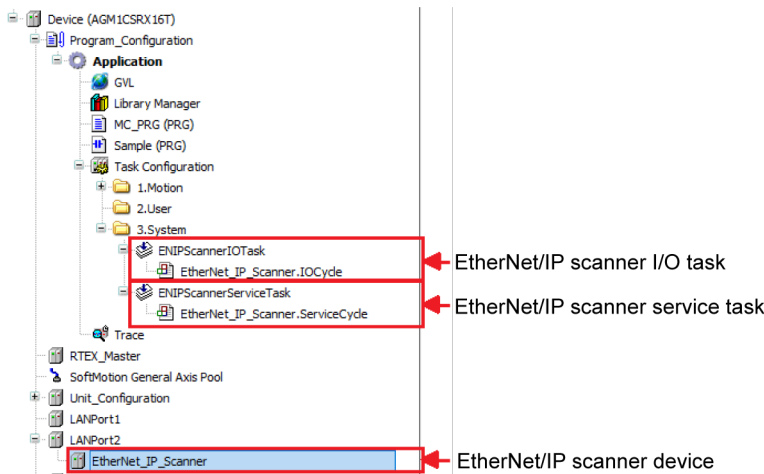 Device (AGM1CSRX16T)
Program_Configuration
Application
GVL
Library Manager
MC_PRG (PRG)
Sample (PRG)
Task Configuration
1.Motion
2.User
3.System
ENIPScannerIOTask
EtherNet_IP_Scanner.IOCycle
EtherNet/IP scanner I/O task
ENIPScannerServiceTask
EtherNet_IP_Scanner.ServiceCycle
EtherNet/IP scanner service task
Trace
RTEX_Master
SoftMotion General Axis Pool
Unit_Configuration
LANPort1
LANPort2
EtherNet_IP_Scanner
EtherNet/IP scanner device